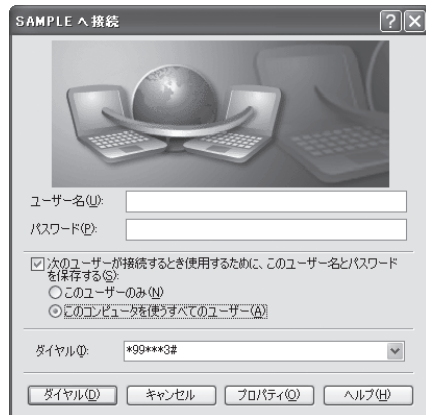 SAMPLE へ接続
ユーザー名(U):
パスワード(P):
次のユーザーが接続するとき使用するために、このユーザー名とパスワード
を保存する(S):
このユーザーのみ(N)
このコンピュータを使うすべてのユーザー(A)
ダイヤル(I): *99***3#
ダイヤル(D) キャンセル プロパティ(O) ヘルプ(H)